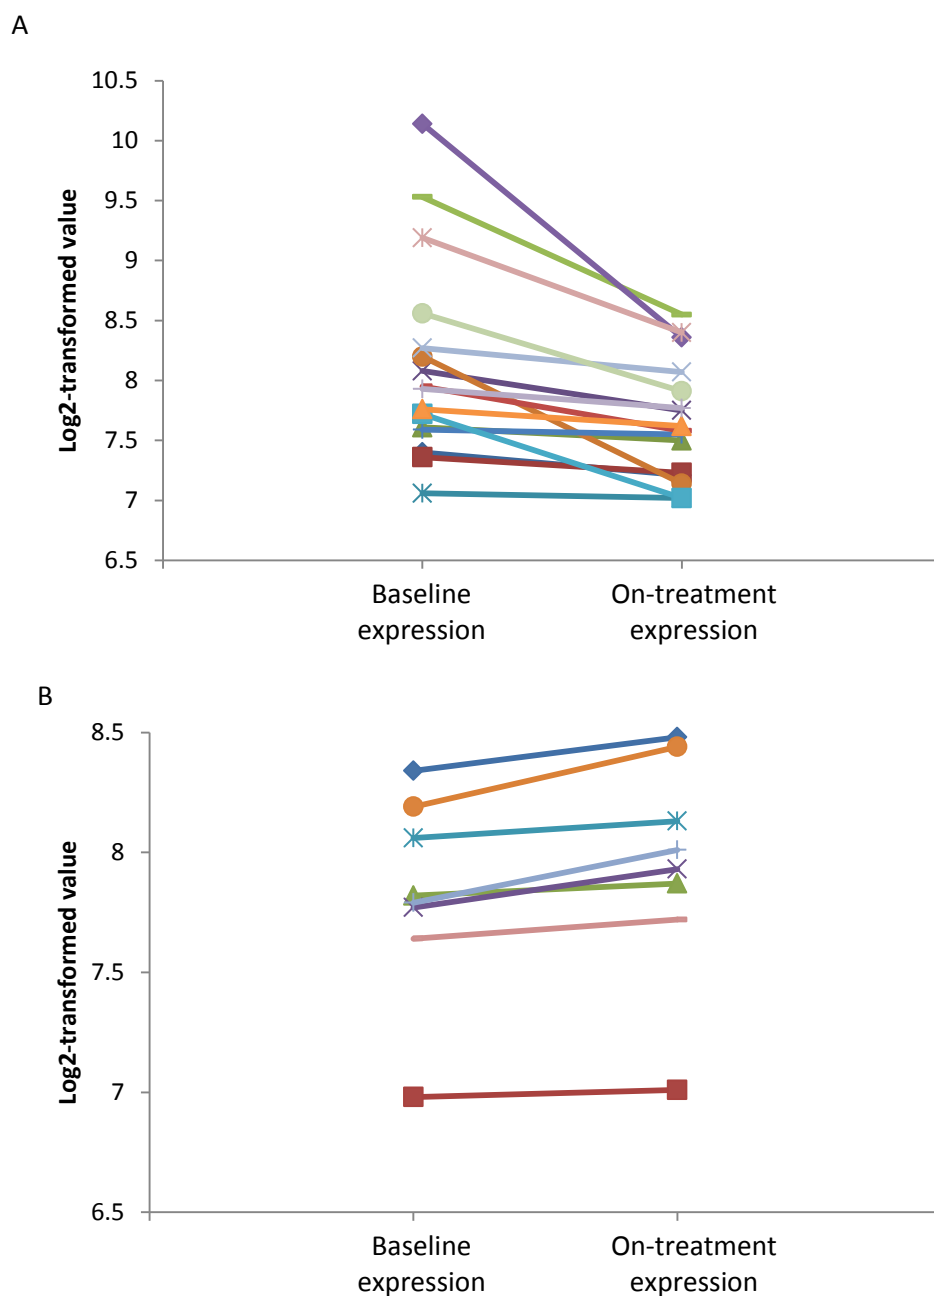 A
Log2-transformed value
10.5
10
9.5
9
8.5
8
7.5
7
6.5
Baseline
expression
On-treatment
expression
B
Log2-transformed value
8.5
8
7.5
7
6.5
Baseline
expression
On-treatment
expression